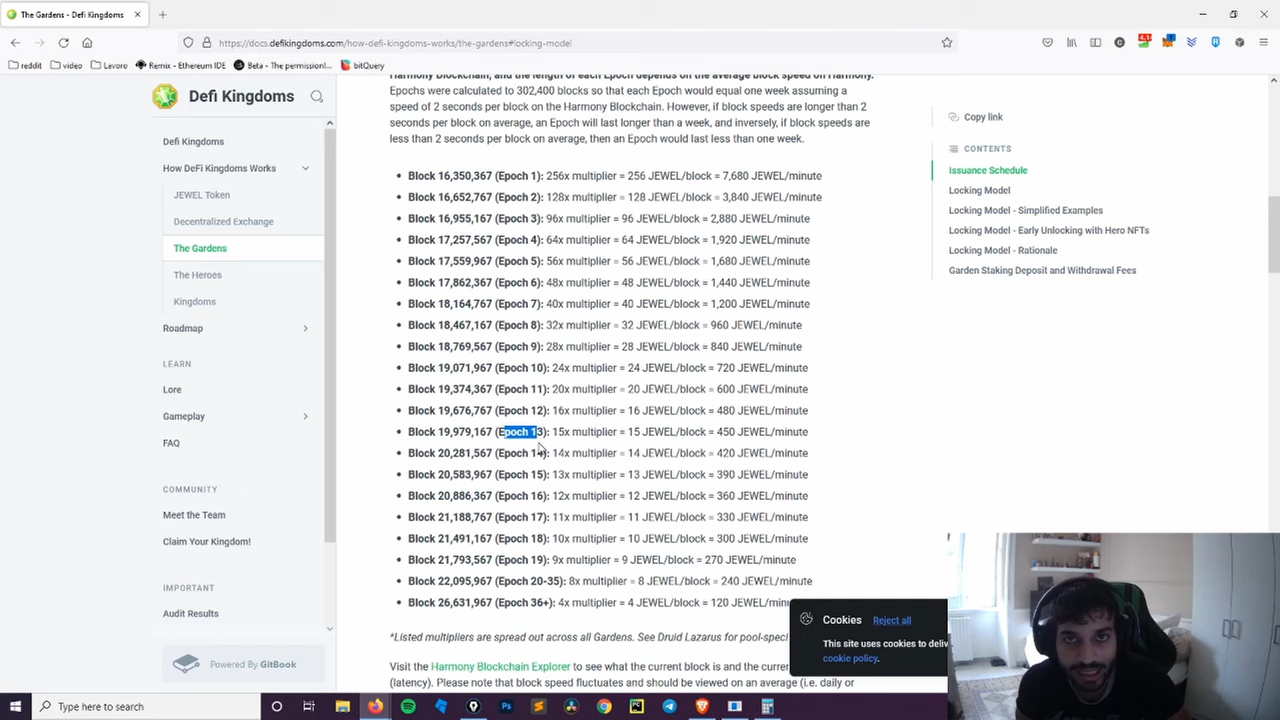 The Gardens - Defi Kingdoms
https://docs.defikingdoms.com/how-defi-kingdoms-works/the-gardens#locking-model
reddit
video
Lavoro
Remix - Ethereum IDE
Beta - The permissionl...
bitQuery
Defi Kingdoms
Defi Kingdoms
How DeFi Kingdoms Works
JEWEL Token
Decentralized Exchange
The Gardens
The Heroes
Kingdoms
Roadmap
LEARN
Lore
Gameplay
FAQ
COMMUNITY
Meet the Team
Claim Your Kingdom!
IMPORTANT
Audit Results
Powered By GitBook
Harmony Blockchain, and the length of each Epoch depends on the average block speed on Harmony.
Epochs were calculated to 302,400 blocks so that each Epoch would equal one week assuming a
speed of 2 seconds per block on the Harmony Blockchain. However, if block speeds are longer than 2
seconds per block on average, an Epoch will last longer than a week, and inversely, if block speeds are
less than 2 seconds per block on average, then an Epoch would last less than one week.
• Block 16,350,367 (Epoch 1): 256x multiplier = 256 JEWEL/block = 7,680 JEWEL/minute
• Block 16,652,767 (Epoch 2): 128x multiplier = 128 JEWEL/block = 3,840 JEWEL/minute
• Block 16,955,167 (Epoch 3): 96x multiplier = 96 JEWEL/block = 2,880 JEWEL/minute
• Block 17,257,567 (Epoch 4): 64x multiplier = 64 JEWEL/block = 1,920 JEWEL/minute
• Block 17,559,967 (Epoch 5): 56x multiplier = 56 JEWEL/block = 1,680 JEWEL/minute
• Block 17,862,367 (Epoch 6): 48x multiplier = 48 JEWEL/block = 1,440 JEWEL/minute
• Block 18,164,767 (Epoch 7): 40x multiplier = 40 JEWEL/block = 1,200 JEWEL/minute
• Block 18,467,167 (Epoch 8): 32x multiplier = 32 JEWEL/block = 960 JEWEL/minute
• Block 18,769,567 (Epoch 9): 28x multiplier = 28 JEWEL/block = 840 JEWEL/minute
• Block 19,071,967 (Epoch 10): 24x multiplier = 24 JEWEL/block = 720 JEWEL/minute
• Block 19,374,367 (Epoch 11): 20x multiplier = 20 JEWEL/block = 600 JEWEL/minute
• Block 19,676,767 (Epoch 12): 16x multiplier = 16 JEWEL/block = 480 JEWEL/minute
• Block 19,979,167 (Epoch 13): 15x multiplier = 15 JEWEL/block = 450 JEWEL/minute
• Block 20,281,567 (Epoch 14): 14x multiplier = 14 JEWEL/block = 420 JEWEL/minute
• Block 20,583,967 (Epoch 15): 13x multiplier = 13 JEWEL/block = 390 JEWEL/minute
• Block 20,886,367 (Epoch 16): 12x multiplier = 12 JEWEL/block = 360 JEWEL/minute
• Block 21,188,767 (Epoch 17): 11x multiplier = 11 JEWEL/block = 330 JEWEL/minute
• Block 21,491,167 (Epoch 18): 10x multiplier = 10 JEWEL/block = 300 JEWEL/minute
• Block 21,793,567 (Epoch 19): 9x multiplier = 9 JEWEL/block = 270 JEWEL/minute
• Block 22,095,967 (Epoch 20-35): 8x multiplier = 8 JEWEL/block = 240 JEWEL/minute
• Block 26,631,967 (Epoch 36+): 4x multiplier = 4 JEWEL/block = 120 JEWEL/min
*Listed multipliers are spread out across all Gardens. See Druid Lazarus for pool-speci
Visit the Harmony Blockchain Explorer to see what the current block is and the curren
(latency). Please note that block speed fluctuates and should be viewed on an average (i.e. daily or
Copy link
CONTENTS
Issuance Schedule
Locking Model
Locking Model - Simplified Examples
Locking Model - Early Unlocking with Hero NFTs
Locking Model - Rationale
Garden Staking Deposit and Withdrawal Fees
Cookies
Reject all
This site uses cookies to deliv
cookie policy.
Type here to search